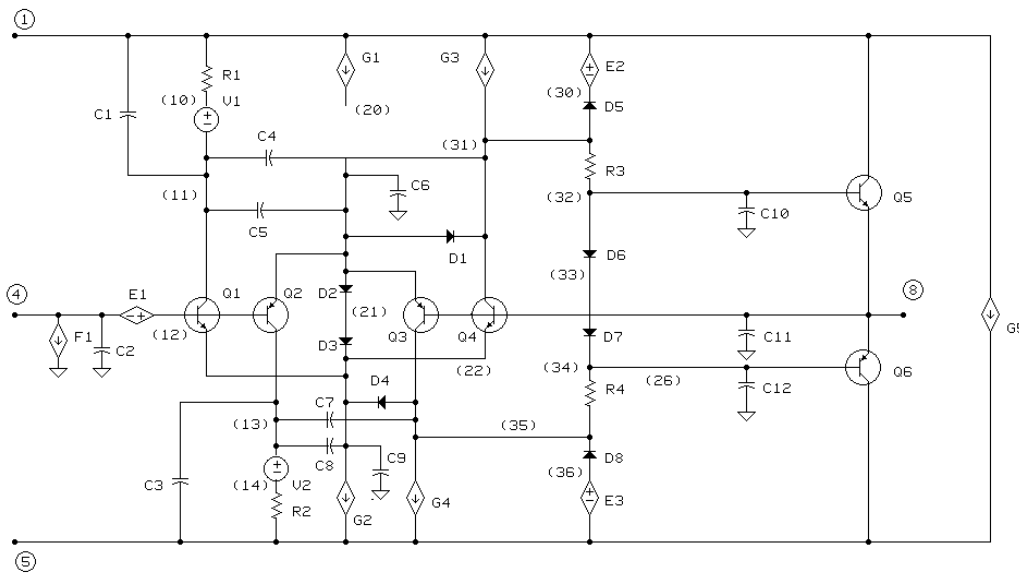 1
G1
G3
E2
R1
(10)
V1
(20)
(30)
D5
C1
C4
(31)
R3
(11)
C6
(32)
C5
C10
Q5
D1
D6
(33)
4
E1
Q1
Q2
D2
(21)
8
F1
C2
(12)
D3
Q3
Q4
D7
C11
G5
(22)
(34)
(26)
Q6
D4
R4
C12
C7
(13)
(35)
C8
C9
D8
C3
(14)
V2
(36)
R2
G2
G4
E3
5